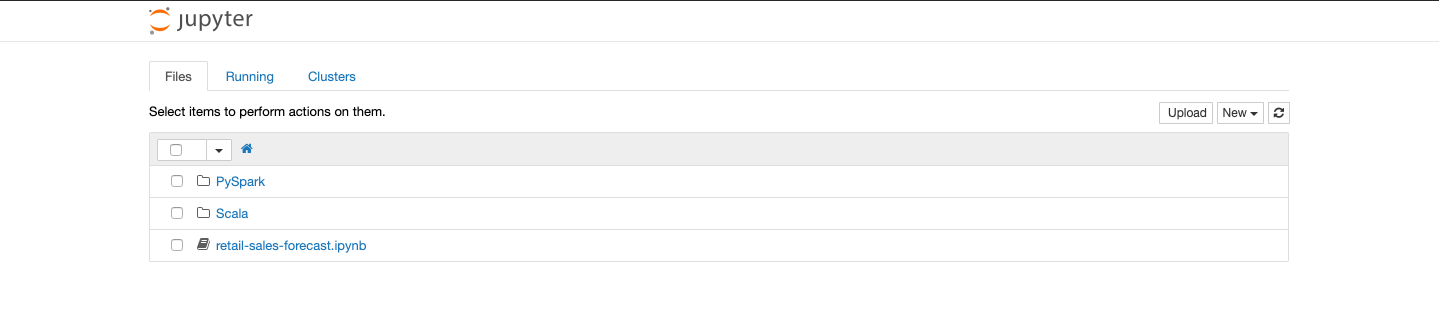 jupyter
Files Running Clusters
Select items to perform actions on them. Upload New
PySpark
Scala
retail-sales-forecast.ipynb